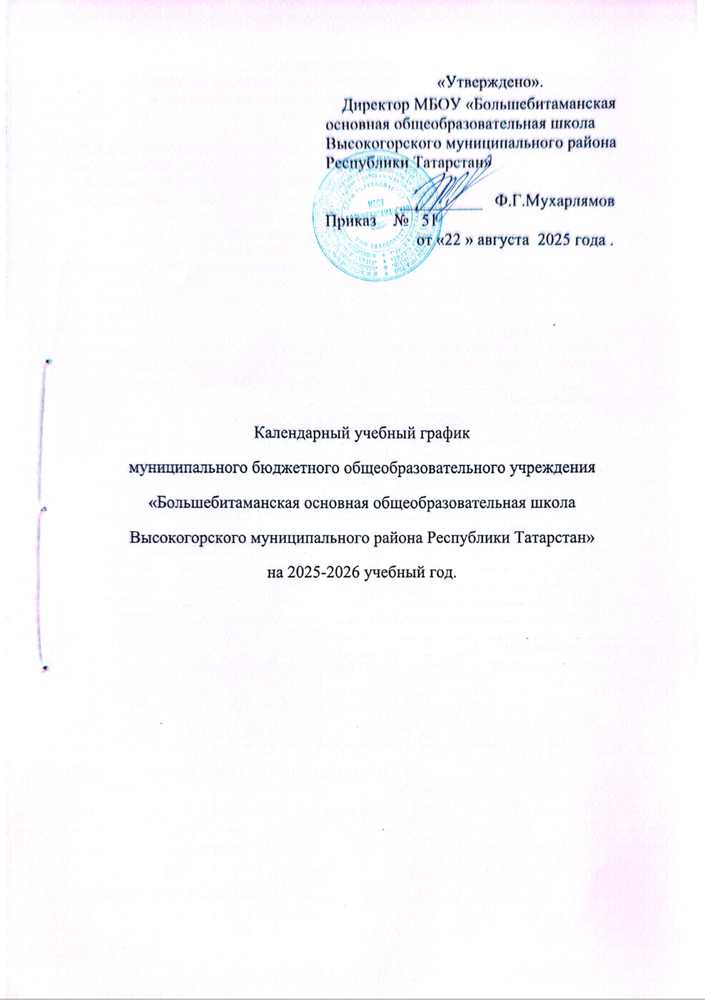 «Утверждено».
Директор МБОУ «Большебитаманская
основная общеобразовательная школа
Высокогорского муниципального района
Республики Татарстан»
Ф.Г.Мухарлямов
Приказ № 51
от «22 » августа 2025 года .
МБОУ
Календарный учебный график
муниципального бюджетного общеобразовательного учреждения
«Большебитаманская основная общеобразовательная школа
Высокогорского муниципального района Республики Татарстан»
на 2025-2026 учебный год.